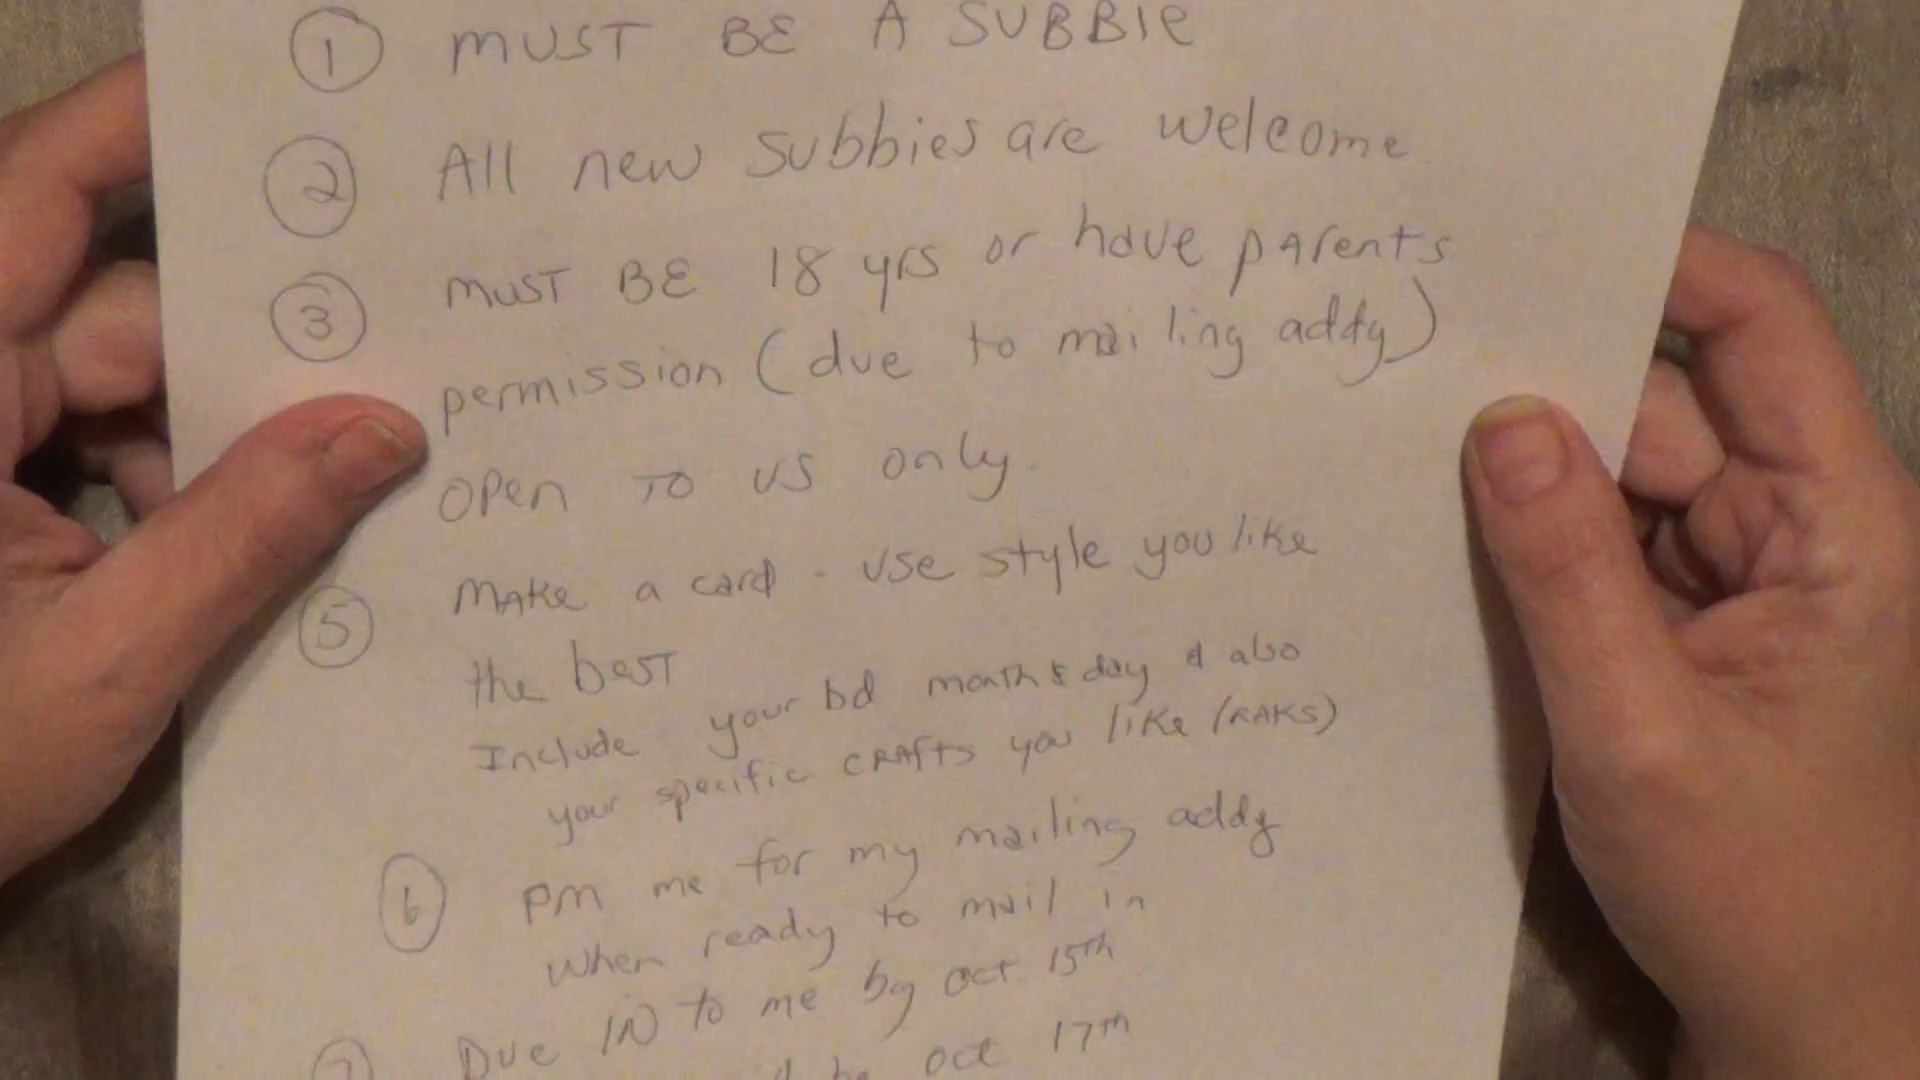 1 MUST BE A SUBBIE
2 All new subbies are welcome
3 MUST BE 18 yrs or have parents
permission (due to mailing addy)
open to US only.
5 Make a card - use style you like
the best
Include your bd month & day & also
your specific crafts you like (RAKS)
6 PM me for my mailing addy
when ready to mail in
7 Due IN to me by oct 15th
be oct 17th